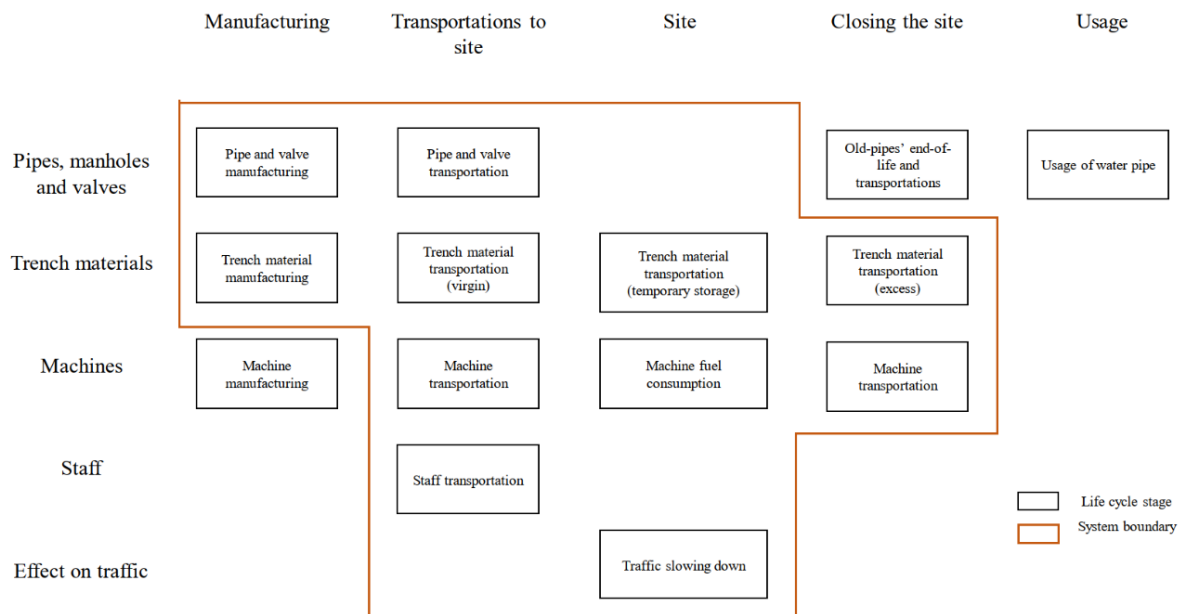 Manufacturing
Transportations to
site
Site
Closing the site
Usage
Pipes, manholes
and valves
Pipe and valve
manufacturing
Pipe and valve
transportation
Old-pipes’ end-of-
life and
transportations
Usage of water pipe
Trench materials
Trench material
manufacturing
Trench material
transportation
(virgin)
Trench material
transportation
(temporary storage)
Trench material
transportation
(excess)
Machines
Machine
manufacturing
Machine
transportation
Machine fuel
consumption
Machine
transportation
Staff
Staff transportation
Life cycle stage
System boundary
Effect on traffic
Traffic slowing down